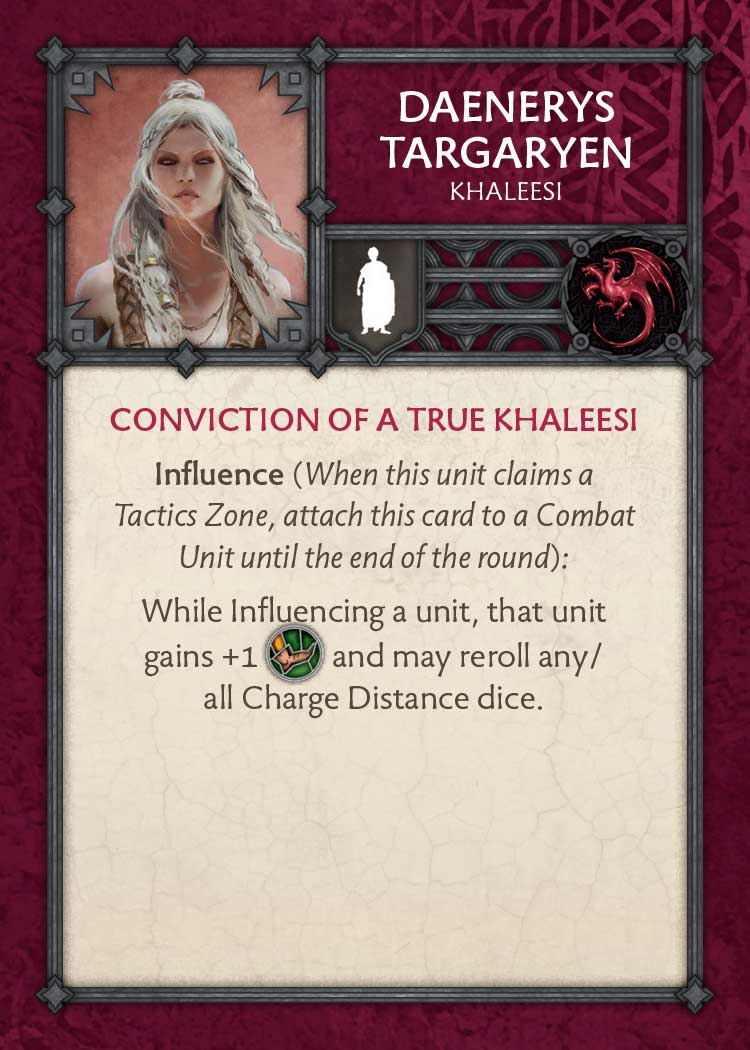 DAENERYS
TARGARYEN
KHALEESI
CONVICTION OF A TRUE KHALEESI
Influence (When this unit claims a
Tactics Zone, attach this card to a Combat
Unit until the end of the round):
While Influencing a unit, that unit
gains +1 and may reroll any/
all Charge Distance dice.